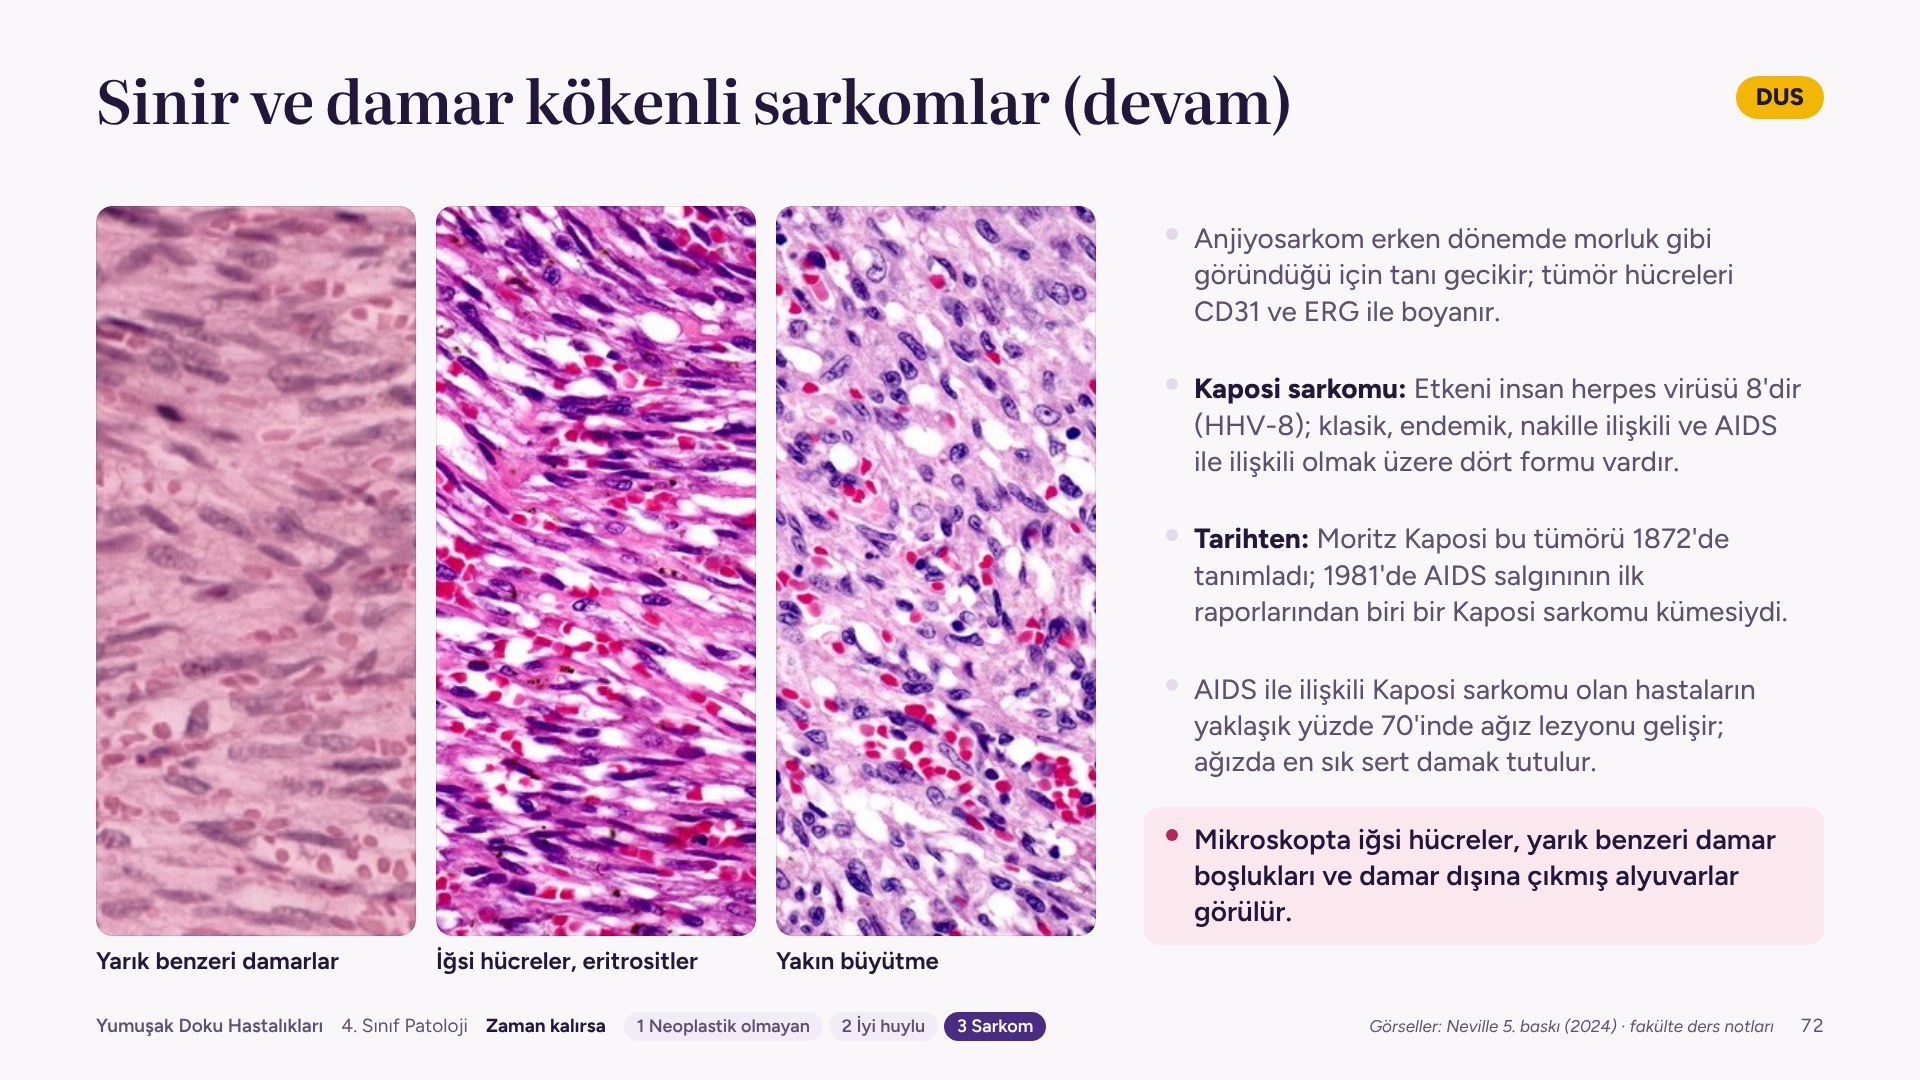 Sinir ve damar kökenli sarkomlar (devam)
DUS
Yarık benzeri damarlar
İğsi hücreler, eritrositler
Yakın büyütme
Anjiyosarkom erken dönemde morluk gibi
göründüğü için tanı gecikir; tümör hücreleri
CD31 ve ERG ile boyanır.
Kaposi sarkomu: Etkeni insan herpes virüsü 8'dir
(HHV-8); klasik, endemik, nakille ilişkili ve AIDS
ile ilişkili olmak üzere dört formu vardır.
Tarihten: Moritz Kaposi bu tümörü 1872'de
tanımladı; 1981'de AIDS salgınının ilk
raporlarından biri bir Kaposi sarkomu kümesiydi.
AIDS ile ilişkili Kaposi sarkomu olan hastaların
yaklaşık yüzde 70'inde ağız lezyonu gelişir;
ağızda en sık sert damak tutulur.
Mikroskopta iğsi hücreler, yarık benzeri damar
boşlukları ve damar dışına çıkmış alyuvarlar
görülür.
Yumuşak Doku Hastalıkları 4. Sınıf Patoloji Zaman kalırsa 1 Neoplastik olmayan 2 İyi huylu 3 Sarkom
Görseller: Neville 5. baskı (2024) · fakülte ders notları 72